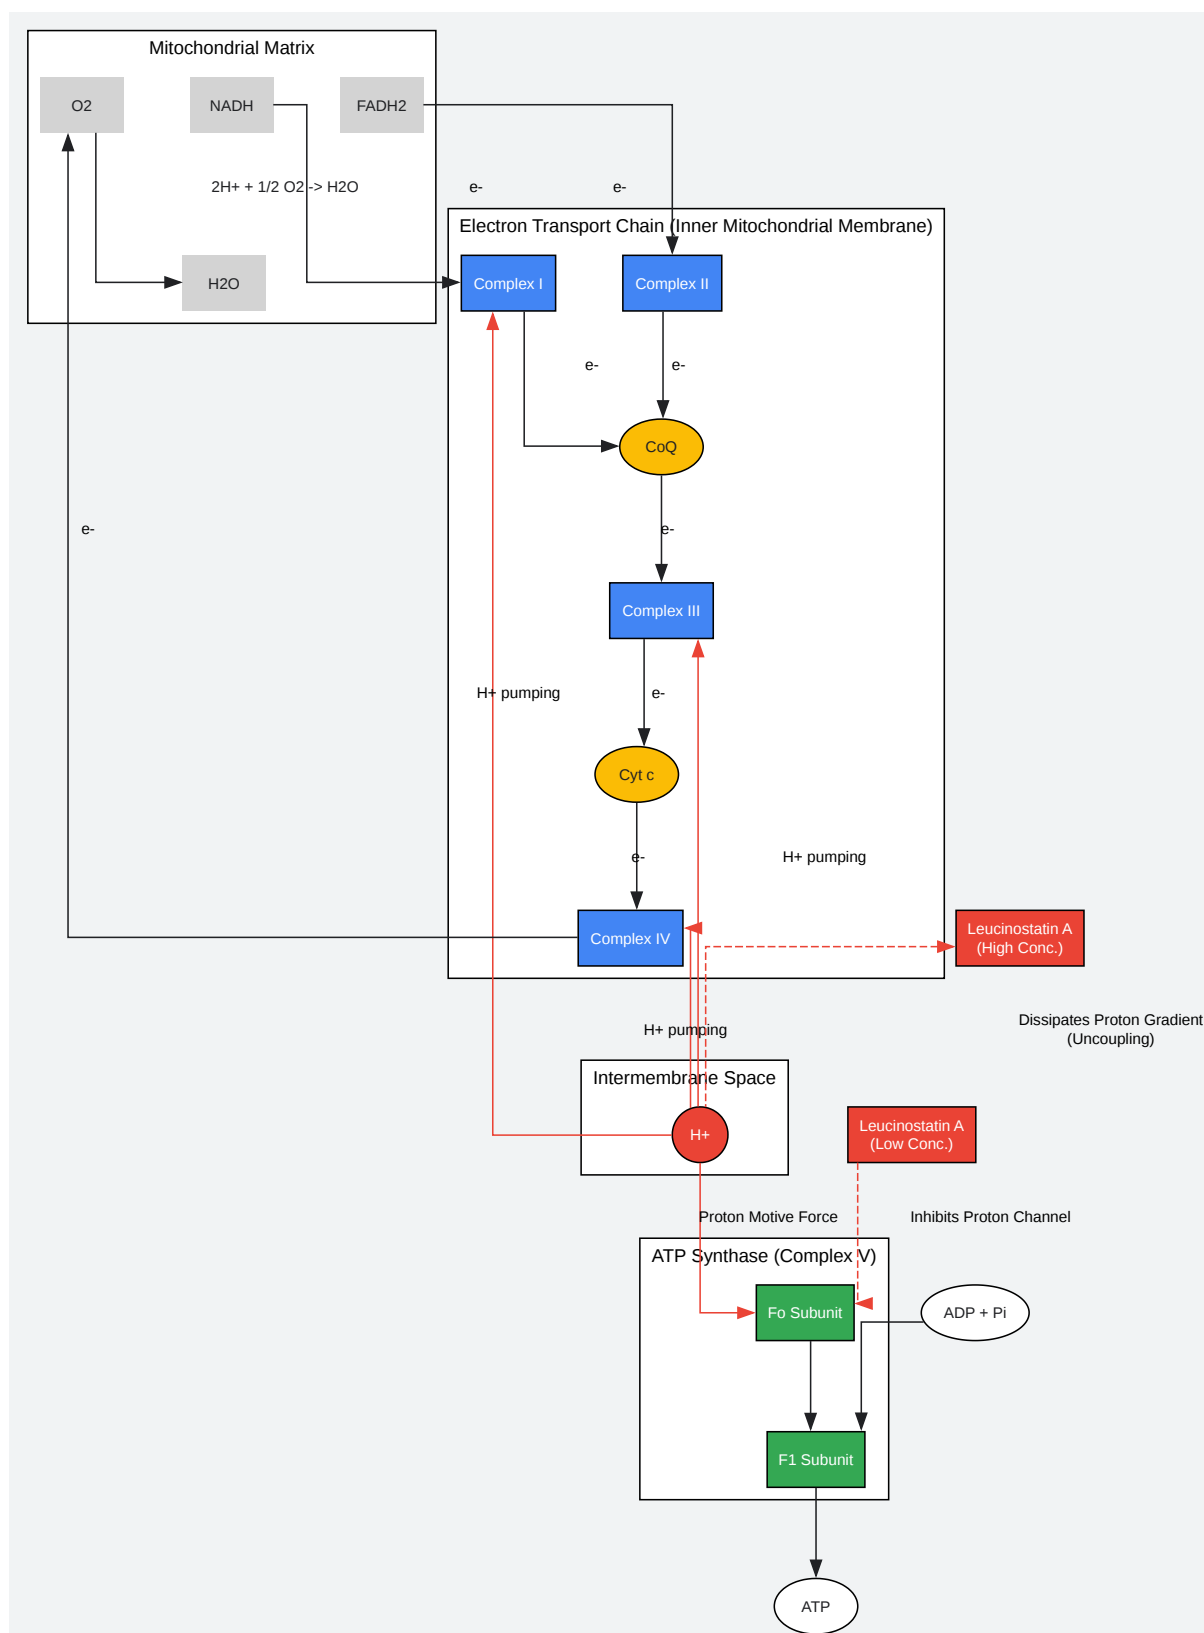 Mitochondrial Matrix
O2
NADH
FADH2
2H+ + 1/2 O2 -> H2O
e-
e-
H2O
Electron Transport Chain (Inner Mitochondrial Membrane)
Complex I
Complex II
e-
e-
CoQ
e-
e-
Complex III
H+ pumping
e-
Cyt c
e-
H+ pumping
Complex IV
Leucinostatin A
(High Conc.)
H+ pumping
Dissipates Proton Gradient
(Uncoupling)
Intermembrane Space
H+
Leucinostatin A
(Low Conc.)
Proton Motive Force
Inhibits Proton Channel
ATP Synthase (Complex V)
Fo Subunit
ADP + Pi
F1 Subunit
ATP